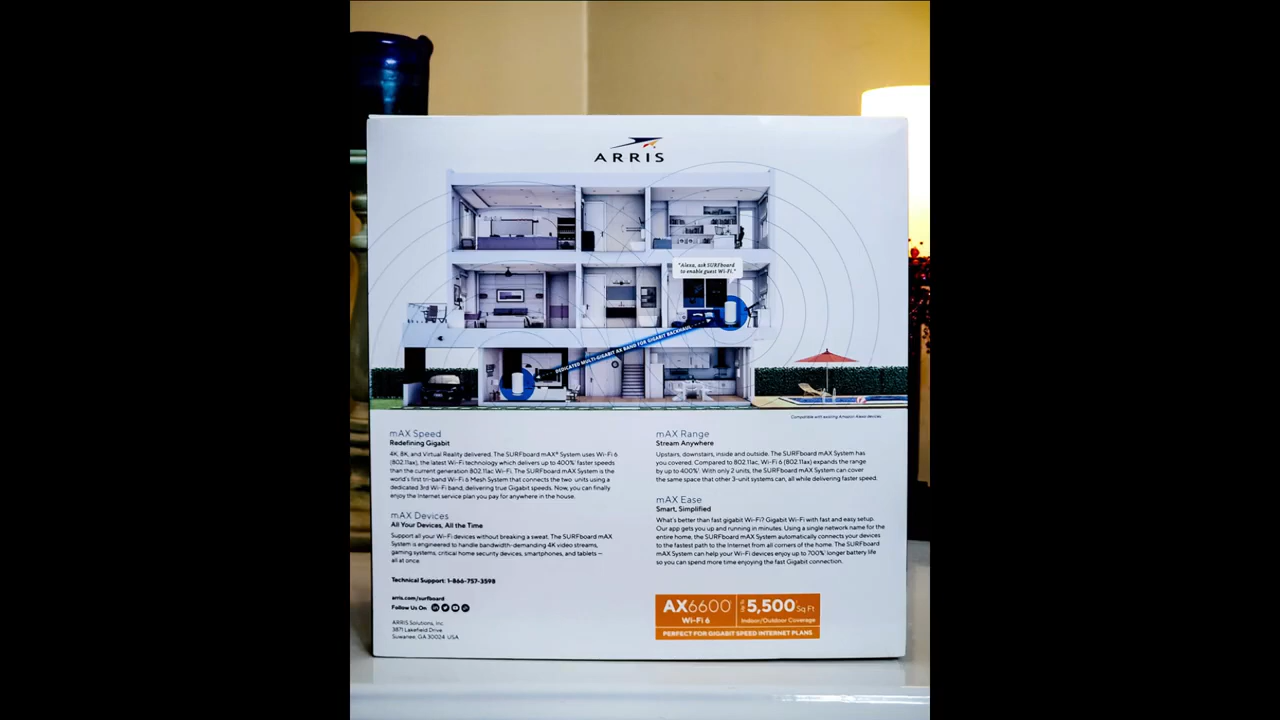 ARRIS
"Alexa, ask SURFboard
to enable guest Wi-Fi."
DEDICATED MULTI-GIGABIT AX BAND FOR GIGABIT BACKHAUL
Compatible with existing Amazon Alexa devices
mAX Speed
Redefining Gigabit
4K, 8K, and Virtual Reality delivered. The SURFboard mAX® System uses Wi-Fi 6
(802.11ax), the latest Wi-Fi technology which delivers up to 400% faster speeds
than the current generation 802.11ac Wi-Fi. The SURFboard mAX System is the
world's first tri-band Wi-Fi 6 Mesh System that connects the two units using a
dedicated 3rd Wi-Fi band, delivering true Gigabit speeds. Now, you can finally
enjoy the Internet service plan you pay for anywhere in the house.
mAX Devices
All Your Devices, All the Time
Support all your Wi-Fi devices without breaking a sweat. The SURFboard mAX
System is engineered to handle bandwidth-demanding 4K video streams,
gaming systems, critical home security devices, smartphones, and tablets —
all at once.
Technical Support: 1-866-757-3598
arris.com/surfboard
Follow Us On
ARRIS Solutions, Inc.
3871 Lakefield Drive
Suwanee, GA 30024 USA
mAX Range
Stream Anywhere
Upstairs, downstairs, inside and outside. The SURFboard mAX System has
you covered. Compared to 802.11ac, Wi-Fi 6 (802.11ax) expands the range
by up to 400%. With only 2 units, the SURFboard mAX System can cover
the same space that other 3-unit systems can, all while delivering faster speed.
mAX Ease
Smart, Simplified
What's better than fast gigabit Wi-Fi? Gigabit Wi-Fi with fast and easy setup.
Our app gets you up and running in minutes. Using a single network name for the
entire home, the SURFboard mAX System automatically connects your devices
to the fastest path to the Internet from all corners of the home. The SURFboard
mAX System can help your Wi-Fi devices enjoy up to 700% longer battery life
so you can spend more time enjoying the fast Gigabit connection.
AX6600
Wi-Fi 6
5,500 Sq Ft
Indoor/Outdoor Coverage
PERFECT FOR GIGABIT SPEED INTERNET PLANS